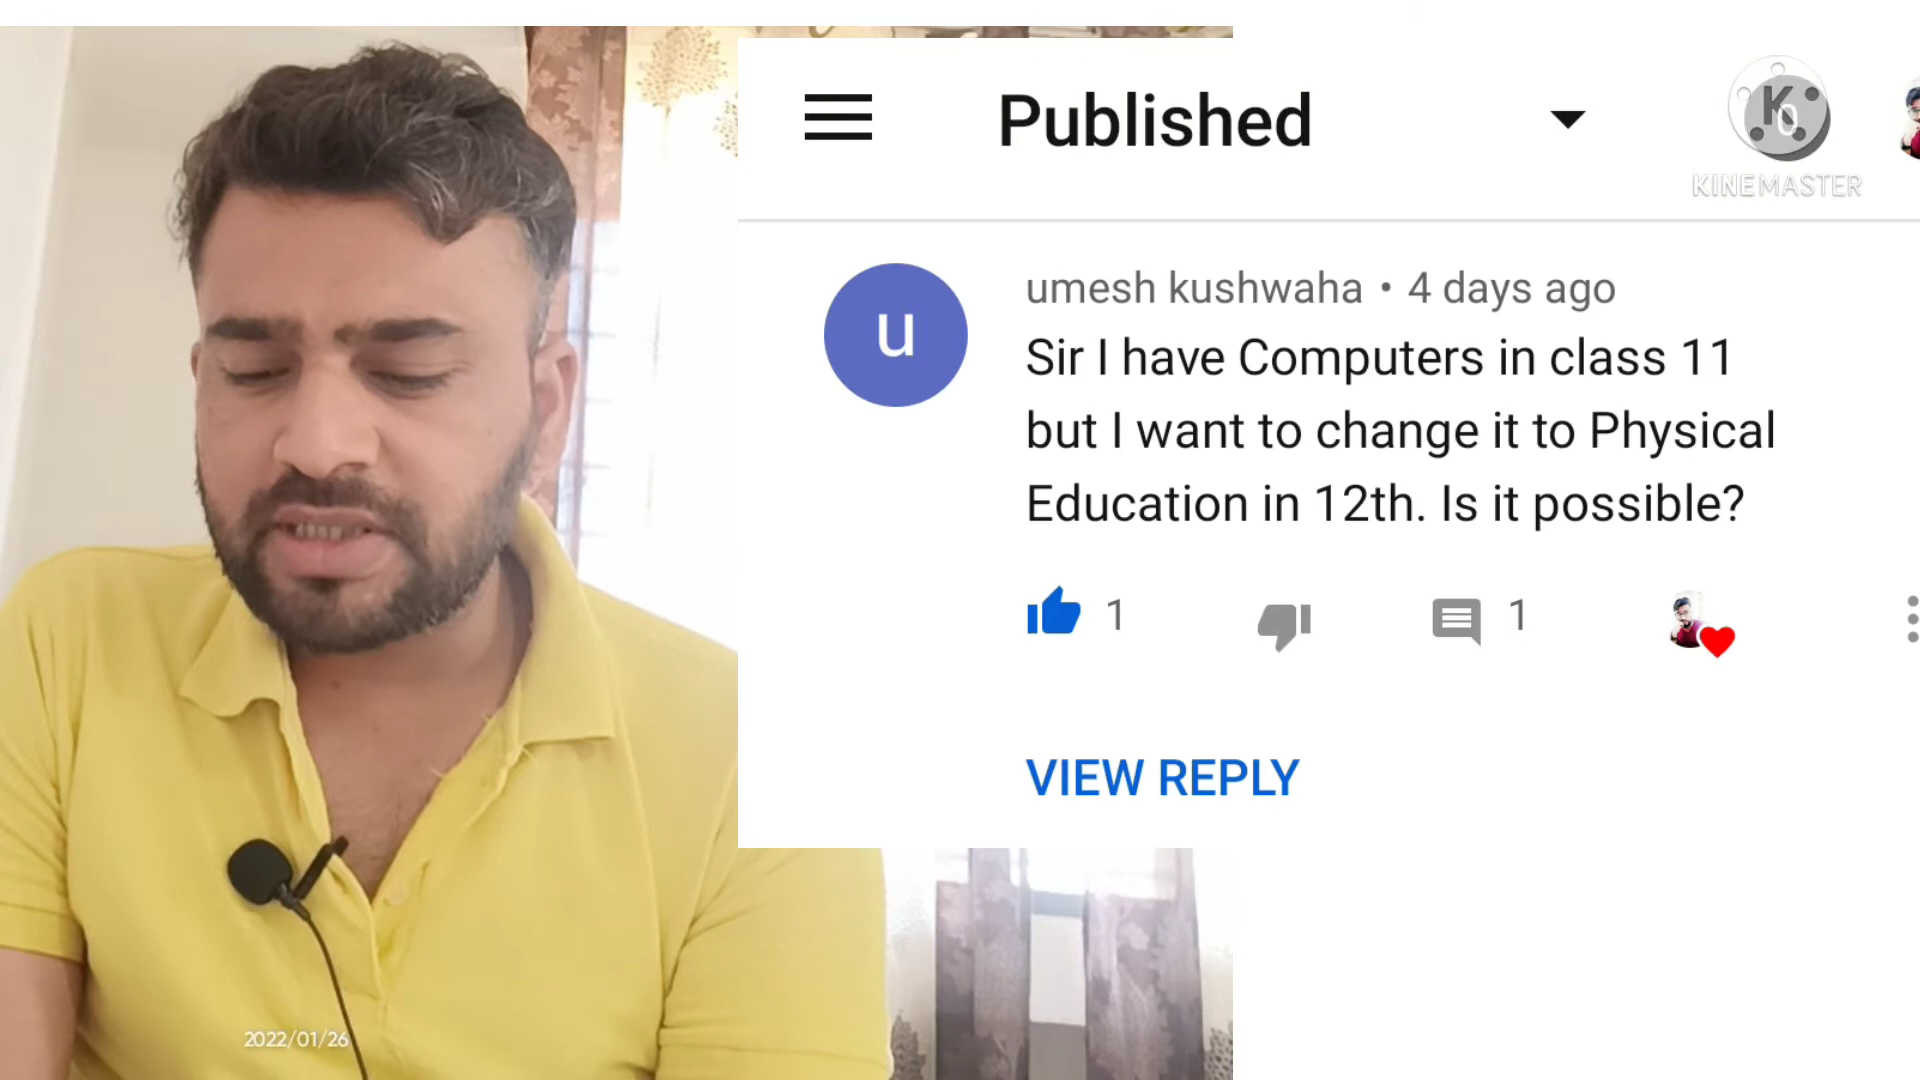 Published
K
0
KINEMASTER
u
umesh kushwaha • 4 days ago
Sir I have Computers in class 11
but I want to change it to Physical
Education in 12th. Is it possible?
1
1
VIEW REPLY
2022/01/26